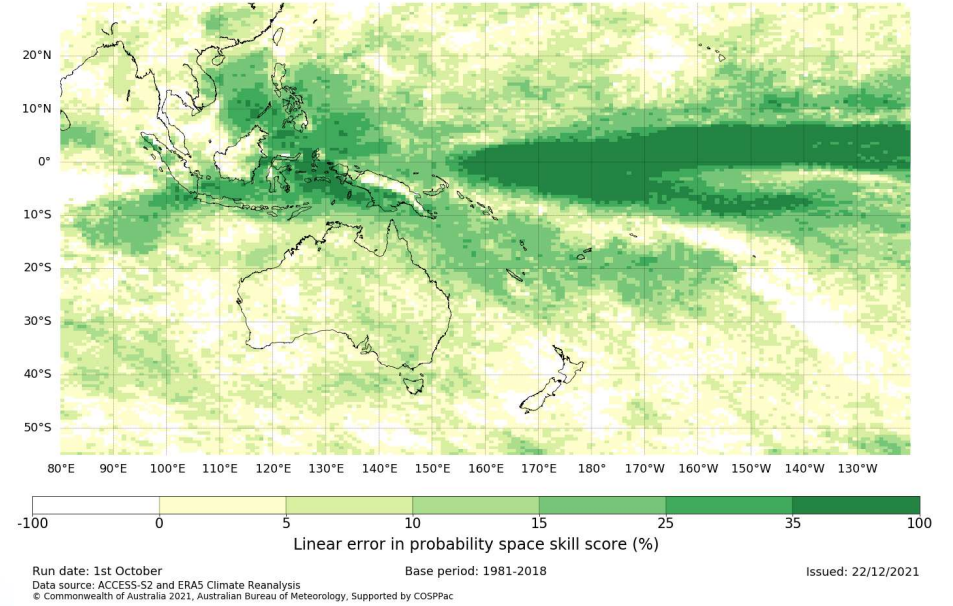 20°N
10°N
0°
10°S
20°S
30°S
40°S
50°S
80°E 90°E 100°E 110°E 120°E 130°E 140°E 150°E 160°E 170°E 180° 170°W 160°W 150°W 140°W 130°W
-100 0 5 10 15 25 35 100
Linear error in probability space skill score (%)
Run date: 1st October Base period: 1981-2018 Issued: 22/12/2021
Data source: ACCESS-S2 and ERA5 Climate Reanalysis
© Commonwealth of Australia 2021, Australian Bureau of Meteorology, Supported by COSPPac